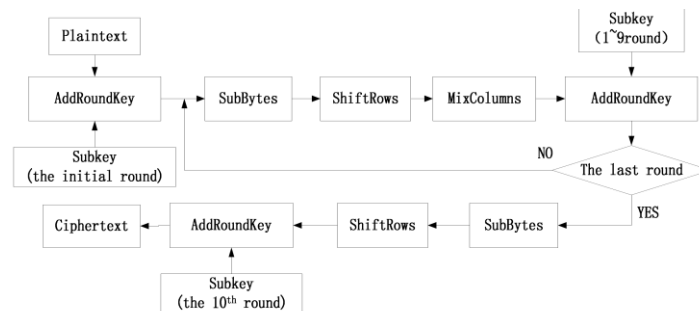 Plaintext
Subkey
(1~9round)
AddRoundKey
SubBytes
ShiftRows
MixColumns
AddRoundKey
Subkey
(the initial round)
NO
The last round
YES
Ciphertext
AddRoundKey
ShiftRows
SubBytes
Subkey
(the 10th round)